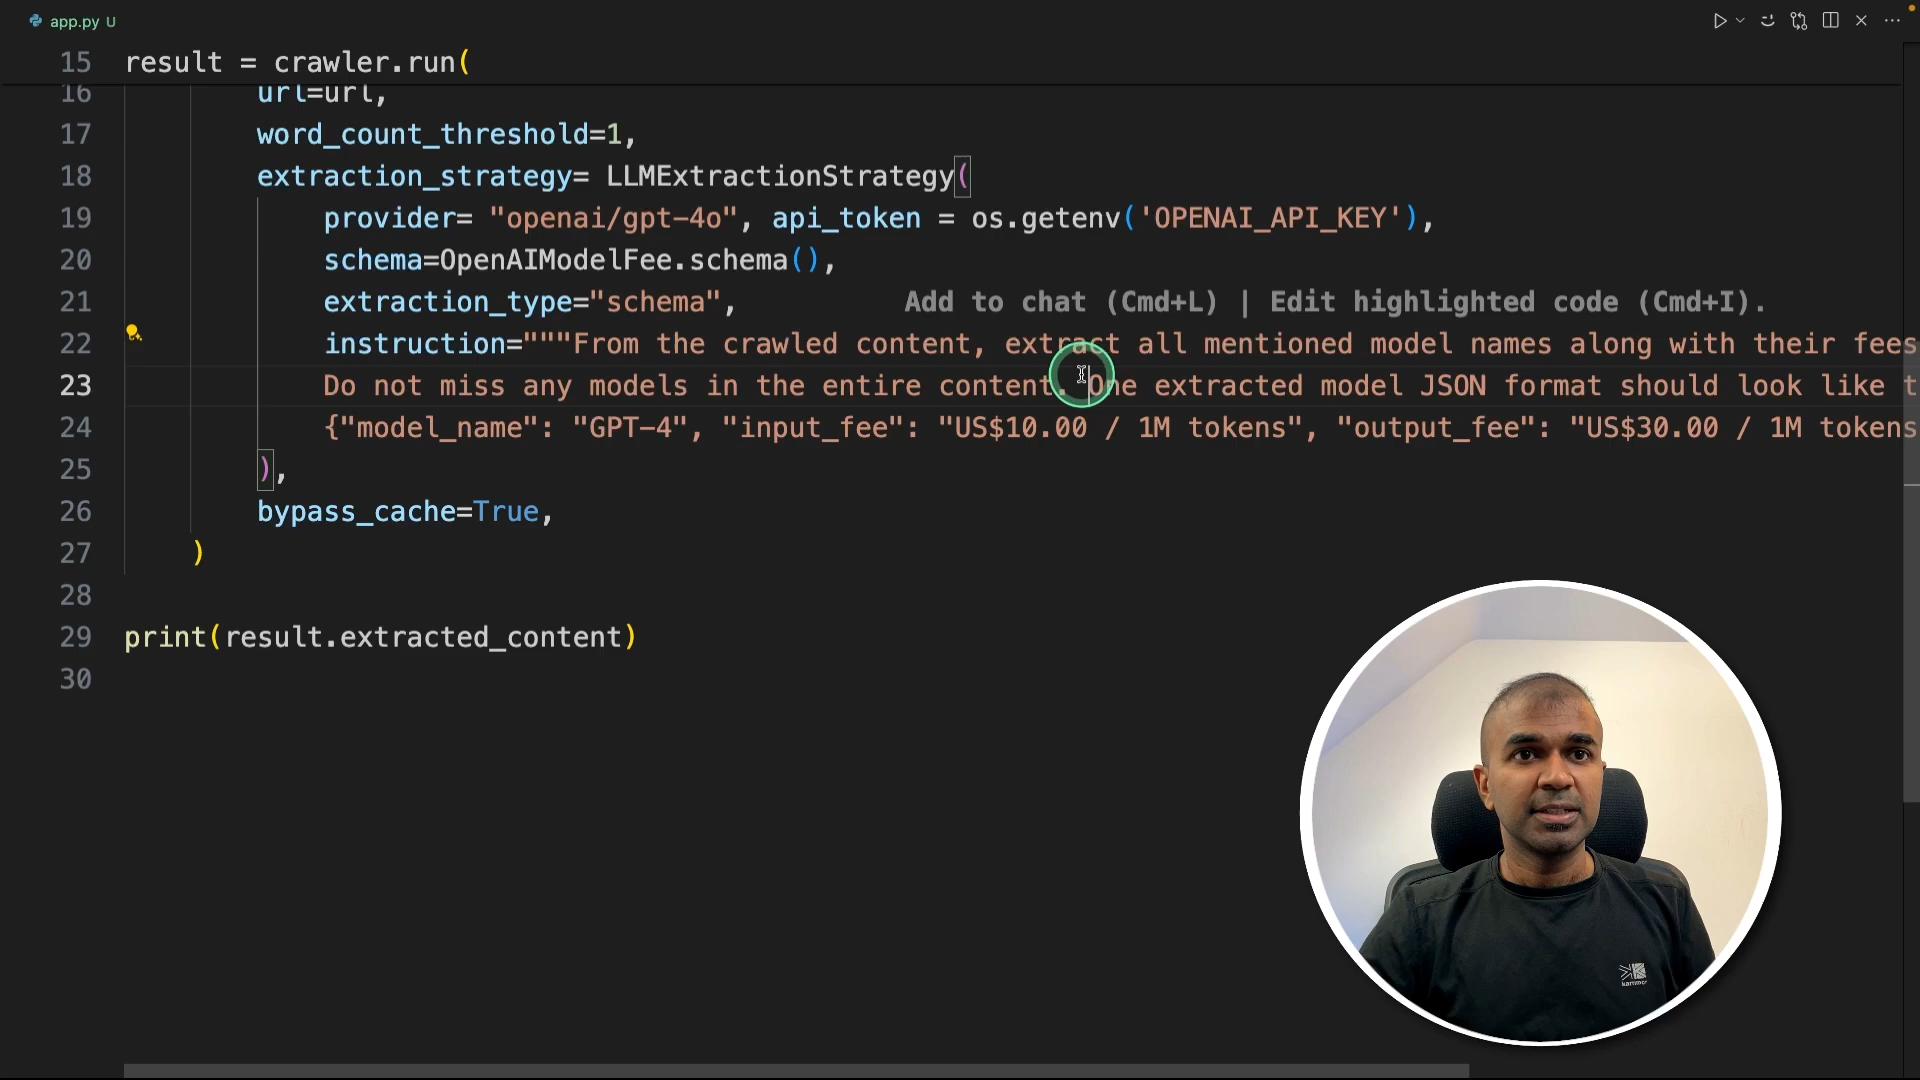 app.py U
15 result = crawler.run(
16 url=url,
17 word_count_threshold=1,
18 extraction_strategy= LLMExtractionStrategy(
19 provider= "openai/gpt-4o", api_token = os.getenv('OPENAI_API_KEY'),
20 schema=OpenAIModelFee.schema(),
21 extraction_type="schema", Add to chat (Cmd+L) | Edit highlighted code (Cmd+I).
22 instruction="""From the crawled content, extract all mentioned model names along with their fees
23 Do not miss any models in the entire content. One extracted model JSON format should look like t
24 {"model_name": "GPT-4", "input_fee": "US$10.00 / 1M tokens", "output_fee": "US$30.00 / 1M tokens
25 ),
26 bypass_cache=True,
27 )
28
29 print(result.extracted_content)
30